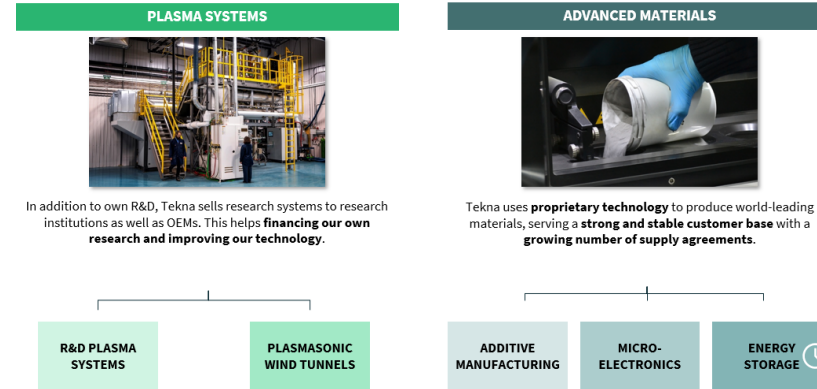 PLASMA SYSTEMS
In addition to own R&D, Tekna sells research systems to research
institutions as well as OEMs. This helps financing our own
research and improving our technology.
R&D PLASMA
SYSTEMS
PLASMASONIC
WIND TUNNELS
ADVANCED MATERIALS
Tekna uses proprietary technology to produce world-leading
materials, serving a strong and stable customer base with a
growing number of supply agreements.
ADDITIVE
MANUFACTURING
MICRO-
ELECTRONICS
ENERGY
STORAGE